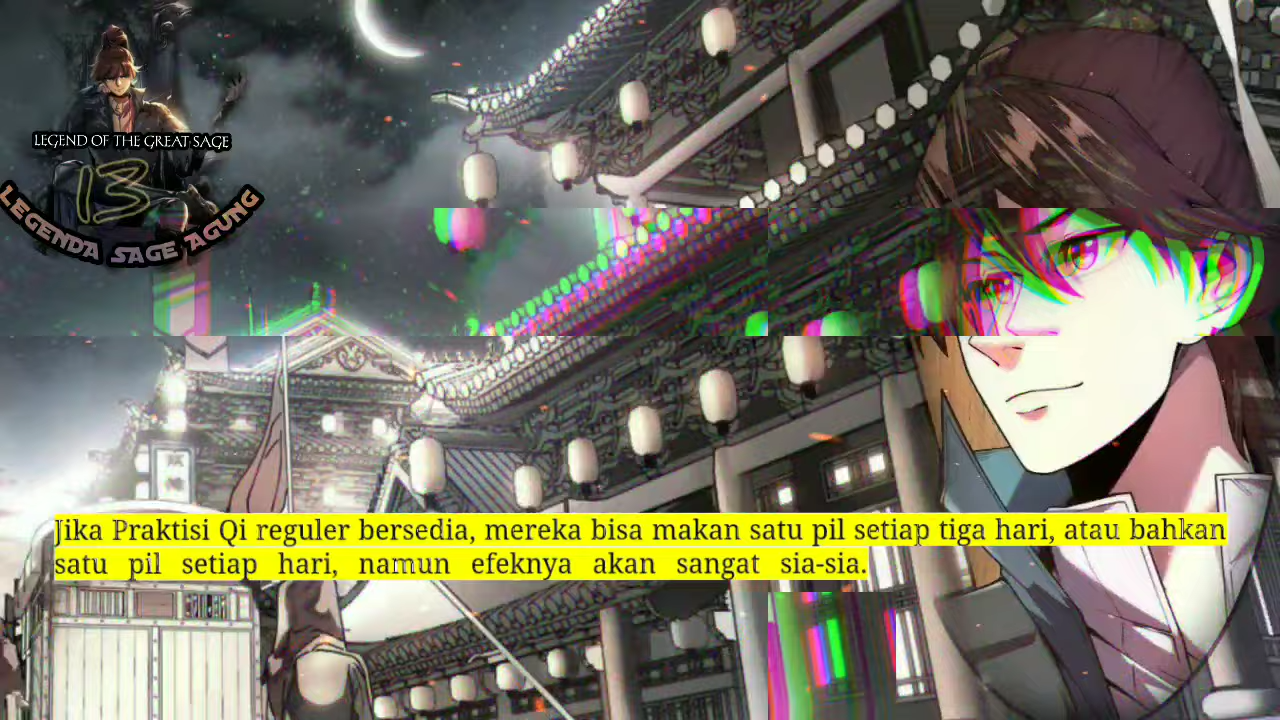 LEGEND OF THE GREAT SAGE
13
LEGENDA SAGE AGUNG
Jika Praktisi Qi reguler bersedia, mereka bisa makan satu pil setiap tiga hari, atau bahkan
satu pil setiap hari, namun efeknya akan sangat sia-sia.